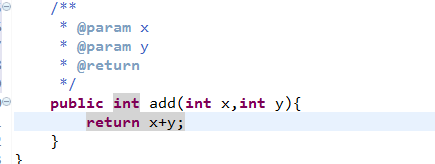 /**
 * @param x
 * @param y
 * @return
 */
public int add(int x,int y){
    return x+y;
}
}